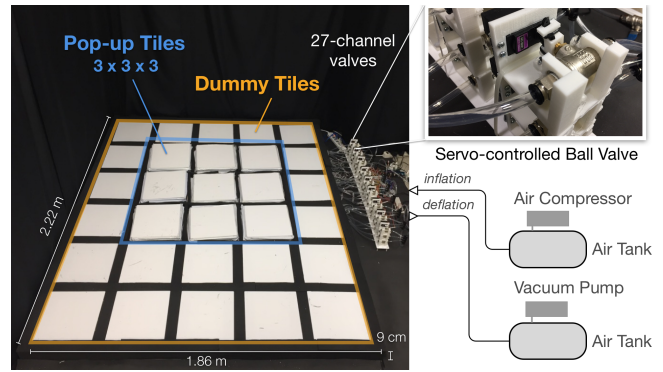 Pop-up Tiles
3 x 3 x 3
Dummy Tiles
27-channel
valves
Servo-controlled Ball Valve
inflation
deflation
Air Compressor
Air Tank
Vacuum Pump
Air Tank
2.22 m
1.86 m
9 cm